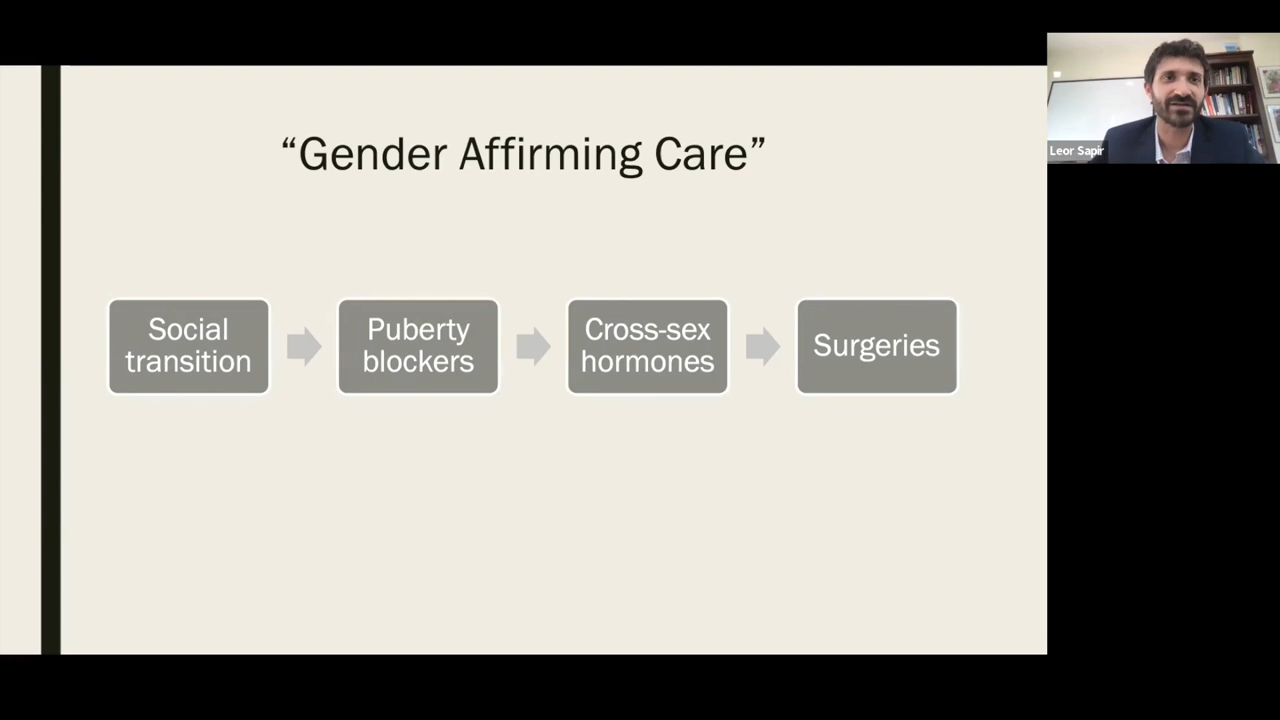 “Gender Affirming Care”
Social
transition
Puberty
blockers
Cross-sex
hormones
Surgeries
Leor Sapir